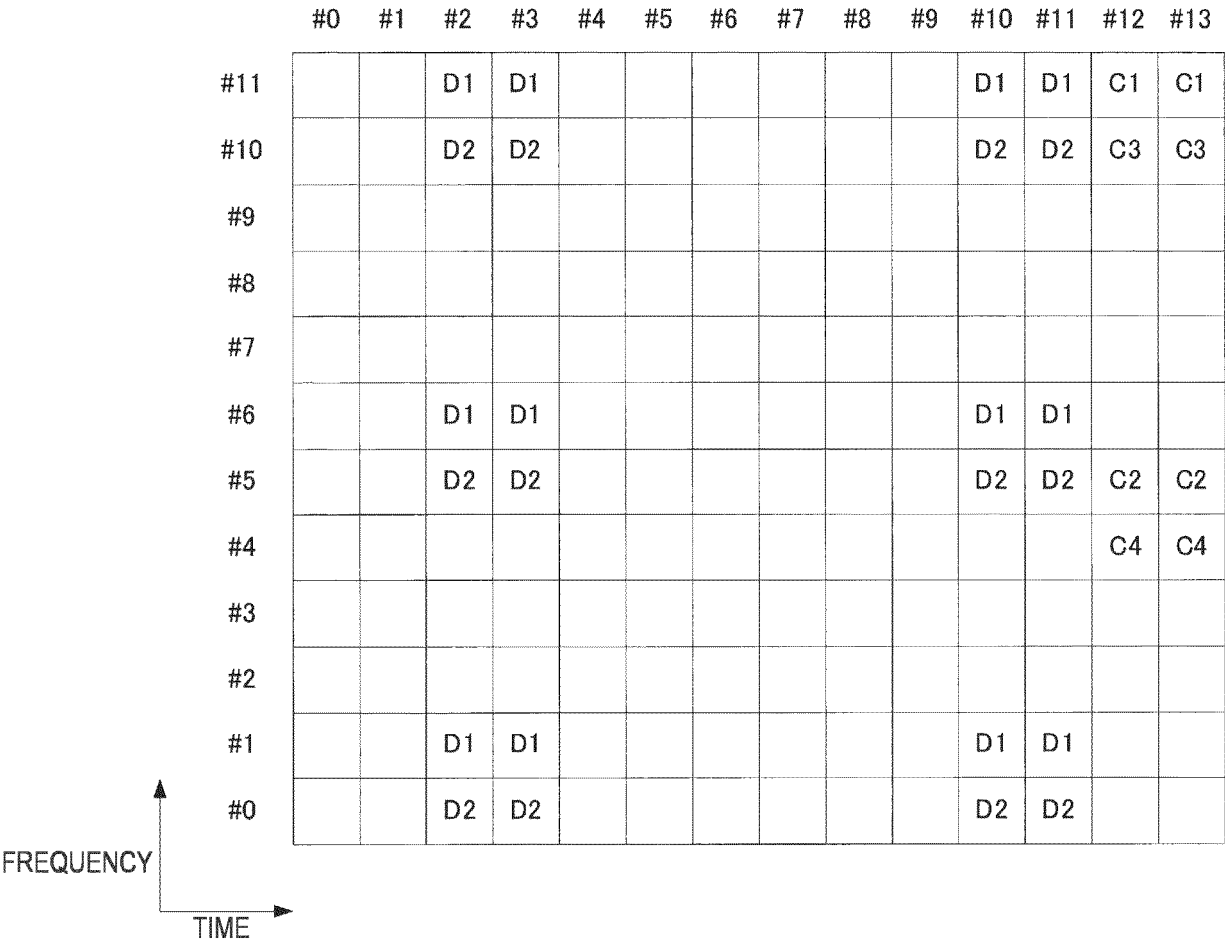 #0 #1 #2 #3 #4 #5 #6 #7 #8 #9 #10 #11 #12 #13
#11 D1 D1 D1 D1 C1 C1
#10 D2 D2 D2 D2 C3 C3
#9
#8
#7
#6 D1 D1 D1 D1
#5 D2 D2 D2 D2 C2 C2
#4 C4 C4
#3
#2
#1 D1 D1 D1 D1
#0 D2 D2 D2 D2
FREQUENCY
TIME